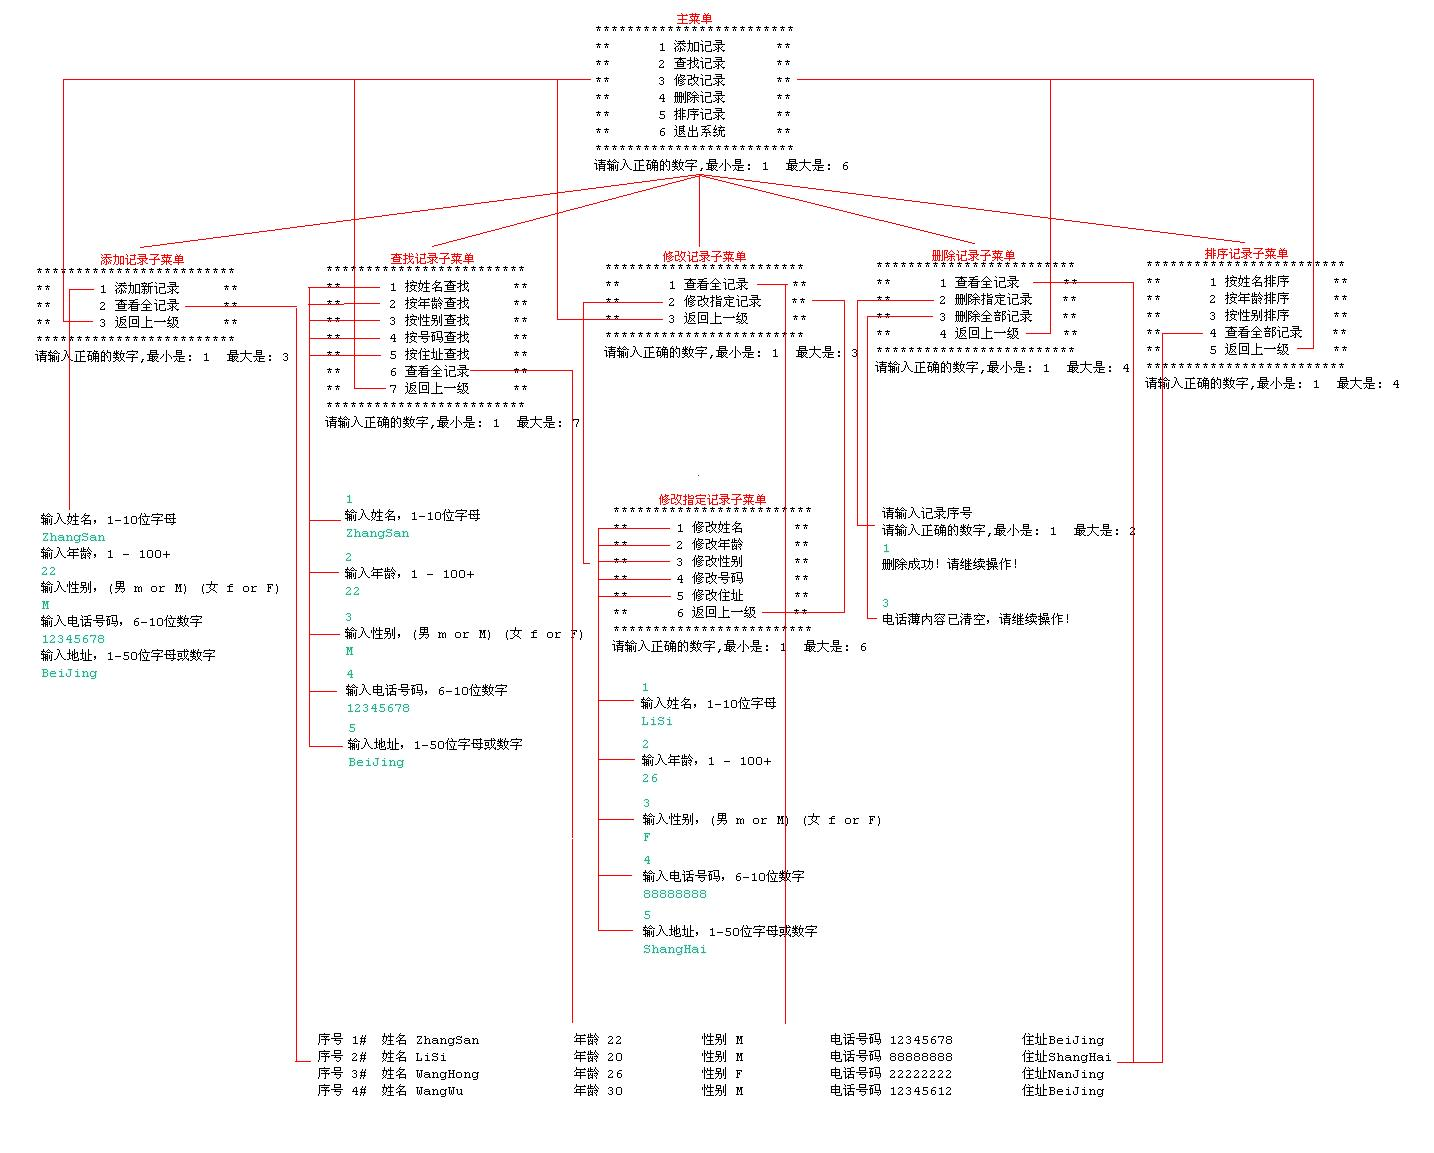 主菜单
*************************
** 1 添加记录 **
** 2 查找记录 **
** 3 修改记录 **
** 4 删除记录 **
** 5 排序记录 **
** 6 退出系统 **
*************************
请输入正确的数字,最小是: 1 最大是: 6
添加记录子菜单
*************************
** 1 添加新记录 **
** 2 查看全记录 **
** 3 返回上一级 **
*************************
请输入正确的数字,最小是: 1 最大是: 3
查找记录子菜单
*************************
** 1 按姓名查找 **
** 2 按年龄查找 **
** 3 按性别查找 **
** 4 按号码查找 **
** 5 按住址查找 **
** 6 查看全记录 **
** 7 返回上一级 **
*************************
请输入正确的数字,最小是: 1 最大是: 7
修改记录子菜单
*************************
** 1 查看全记录 **
** 2 修改指定记录 **
** 3 返回上一级 **
*************************
请输入正确的数字,最小是: 1 最大是: 3
删除记录子菜单
*************************
** 1 查看全记录 **
** 2 删除指定记录 **
** 3 删除全部记录 **
** 4 返回上一级 **
*************************
请输入正确的数字,最小是: 1 最大是: 4
排序记录子菜单
*************************
** 1 按姓名排序 **
** 2 按年龄排序 **
** 3 按性别排序 **
** 4 查看全部记录 **
** 5 返回上一级 **
*************************
请输入正确的数字,最小是: 1 最大是: 4
输入姓名, 1-10位字母
ZhangSan
输入年龄, 1 - 100+
22
输入性别, (男 m or M) (女 f or F)
M
输入电话号码, 6-10位数字
12345678
输入地址, 1-50位字母或数字
BeiJing
1
输入姓名, 1-10位字母
ZhangSan
2
输入年龄, 1 - 100+
22
3
输入性别, (男 m or M) (女 f or F)
M
4
输入电话号码, 6-10位数字
12345678
5
输入地址, 1-50位字母或数字
BeiJing
修改指定记录子菜单
*************************
** 1 修改姓名 **
** 2 修改年龄 **
** 3 修改性别 **
** 4 修改号码 **
** 5 修改住址 **
** 6 返回上一级 **
*************************
请输入正确的数字,最小是: 1 最大是: 6
1
输入姓名, 1-10位字母
LiSi
2
输入年龄, 1 - 100+
26
3
输入性别, (男 m or M) (女 f or F)
F
4
输入电话号码, 6-10位数字
88888888
5
输入地址, 1-50位字母或数字
ShangHai
请输入记录序号
请输入正确的数字,最小是: 1 最大是: 2
1
删除成功! 请继续操作!
3
电话薄内容已清空, 请继续操作!
序号 1# 姓名 ZhangSan 年龄 22 性别 M 电话号码 12345678 住址BeiJing
序号 2# 姓名 LiSi 年龄 20 性别 M 电话号码 88888888 住址ShangHai
序号 3# 姓名 WangHong 年龄 26 性别 F 电话号码 22222222 住址NanJing
序号 4# 姓名 WangWu 年龄 30 性别 M 电话号码 12345612 住址BeiJing